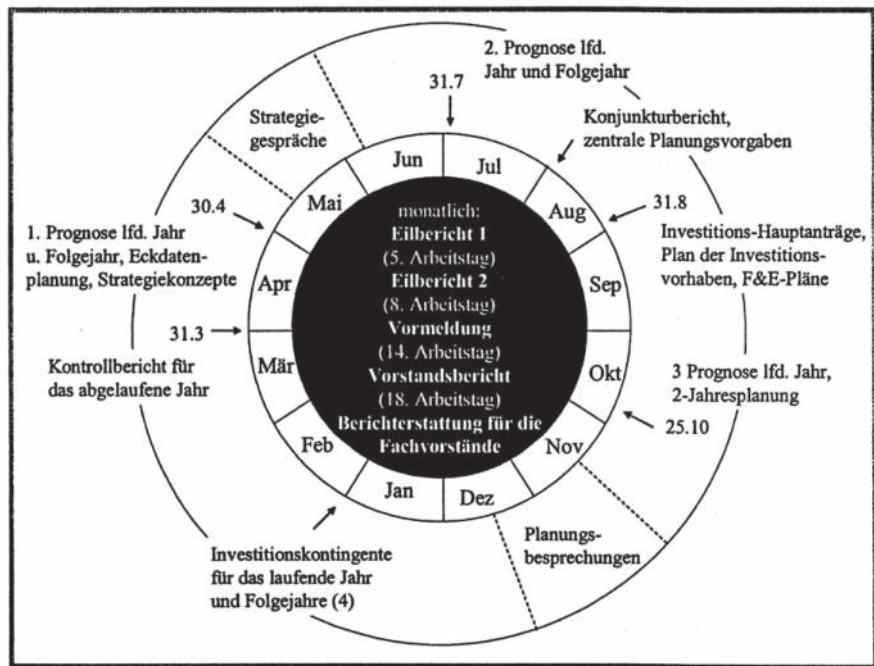 2. Prognose lfd.
Jahr und Folgejahr
31.7
Strategie-
gespräche
Konjunkturbericht,
zentrale Planungsvorgaben
Jun
Jul
Mai
Aug
30.4
31.8
1. Prognose lfd. Jahr
u. Folgejahr, Eckdaten-
planung, Strategiekonzepte
Investitions-Hauptanträge,
Plan der Investitions-
vorhaben, F&E-Pläne
Apr
Sep
31.3
Kontrollbericht für
das abgelaufene Jahr
Mär
Okt
3 Prognose lfd. Jahr,
2-Jahresplanung
25.10
Feb
Nov
Jan
Dez
monatlich:
Eilbericht 1
(5. Arbeitstag)
Eilbericht 2
(8. Arbeitstag)
Vormeldung
(14. Arbeitstag)
Vorstandsbericht
(18. Arbeitstag)
Berichterstattung für die
Fachvorstände
Investitionskontingente
für das laufende Jahr
und Folgejahre (4)
Planungs-
besprechungen